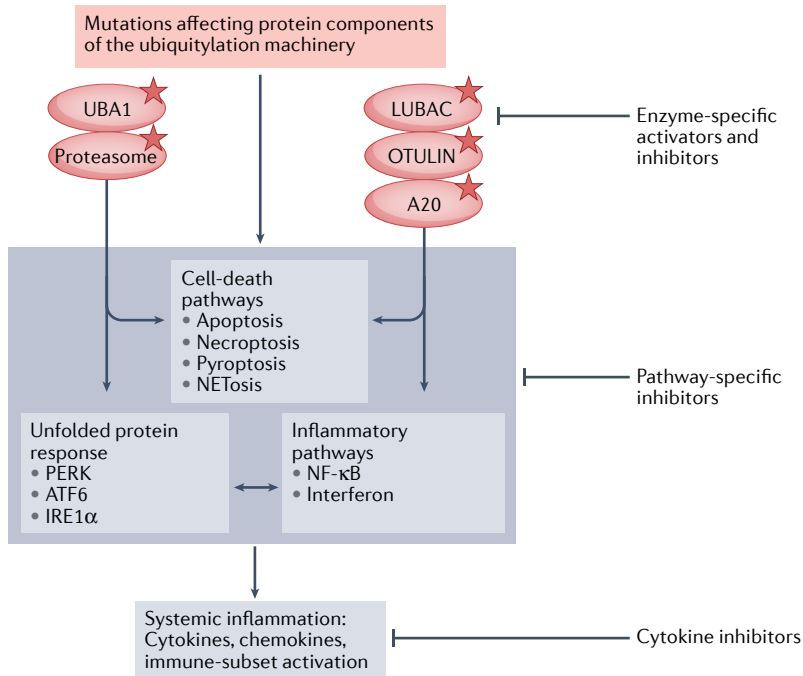 Mutations affecting protein components
of the ubiquitylation machinery
UBA1
Proteasome
LUBAC
OTULIN
A20
Enzyme-specific
activators and
inhibitors
Cell-death
pathways
• Apoptosis
• Necroptosis
• Pyroptosis
• NETosis
Pathway-specific
inhibitors
Unfolded protein
response
• PERK
• ATF6
• IRE1α
Inflammatory
pathways
• NF-κB
• Interferon
Systemic inflammation:
Cytokines, chemokines,
immune-subset activation
Cytokine inhibitors